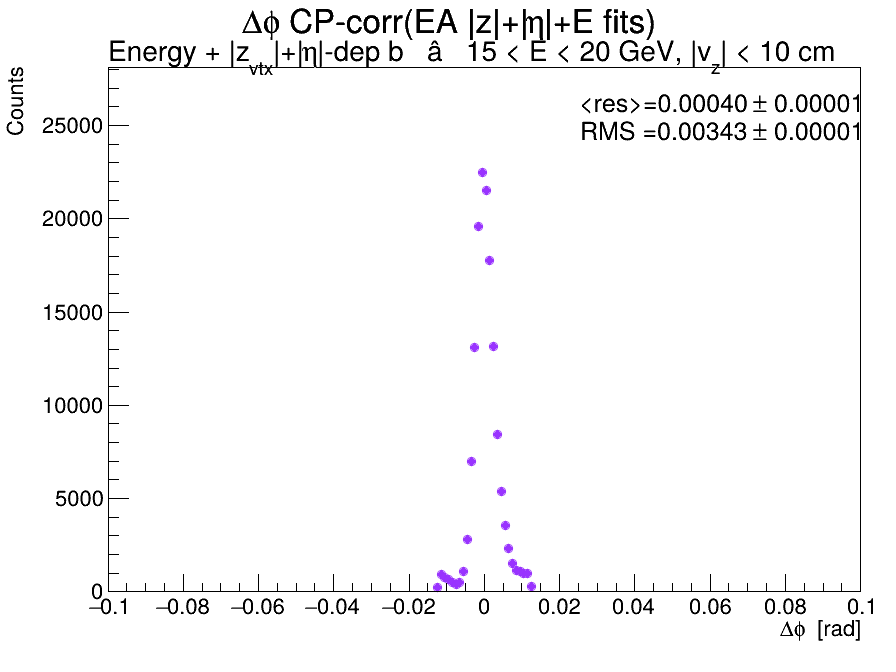 Δϕ CP-corr(EA |z|+|η|+E fits)
Energy + |z_vtx|+|η|-dep b â 15 < E < 20 GeV, |v_z| < 10 cm
Counts
<res>=0.00040 ± 0.00001
RMS =0.00343 ± 0.00001
25000
20000
15000
10000
5000
0
−0.1 −0.08 −0.06 −0.04 −0.02 0 0.02 0.04 0.06 0.08 0.1
Δϕ [rad]